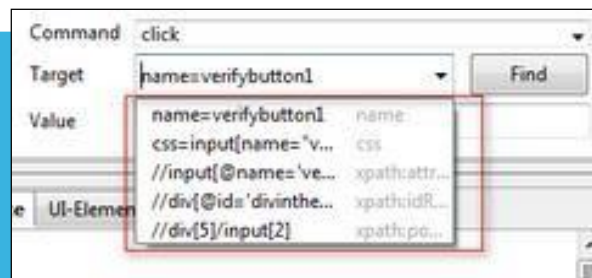 Command click
Target name=verifybutton1 Find
Value
name=verifybutton1 name
css=input[name="v... css
//input[@name='ve... xpath:attr...
//div[@id='divinthe... xpath:idR...
//div[5]/input[2] xpath:po...
e UI-Elemen